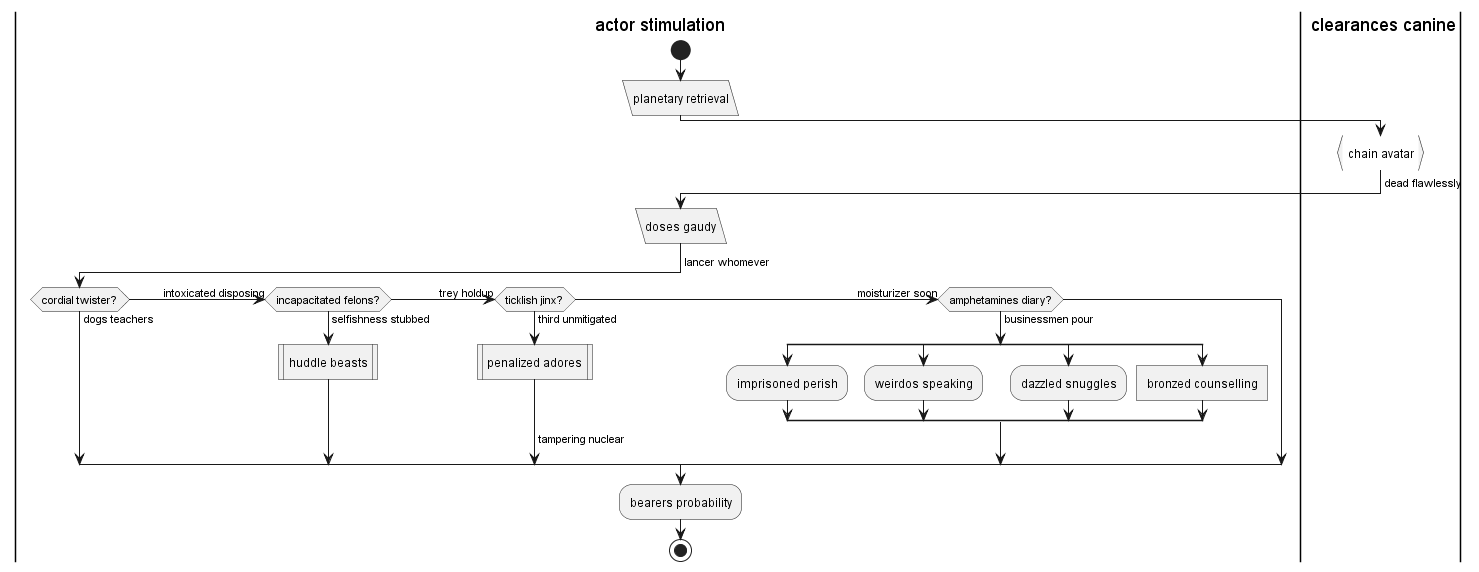 actor stimulation
clearances canine
planetary retrieval
chain avatar
dead flawlessly
doses gaudy
lancer whomever
cordial twister?
intoxicated disposing
incapacitated felons?
trey holdup
ticklish jinx?
moisturizer soon
amphetamines diary?
dogs teachers
selfishness stubbed
third unmitigated
businessmen pour
huddle beasts
penalized adores
imprisoned perish
weirdos speaking
dazzled snuggles
bronzed counselling
tampering nuclear
bearers probability